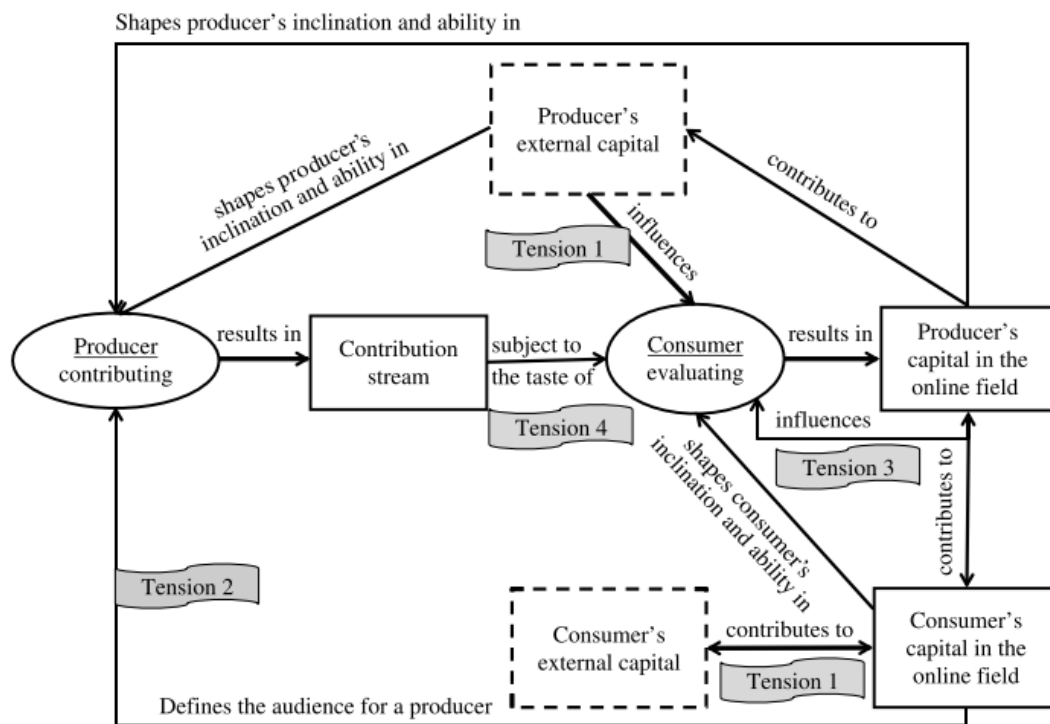 Shapes producer's inclination and ability in
Producer's
external capital
shapes producer's
inclination and ability in
contributes to
influences
Tension 1
Producer
contributing
results in
Contribution
stream
subject to
the taste of
Tension 4
Consumer
evaluating
results in
Producer's
capital in the
online field
influences
Tension 3
shapes consumer's
inclination and ability in
contributes to
Tension 2
Consumer's
external capital
contributes to
Tension 1
Consumer's
capital in the
online field
Defines the audience for a producer